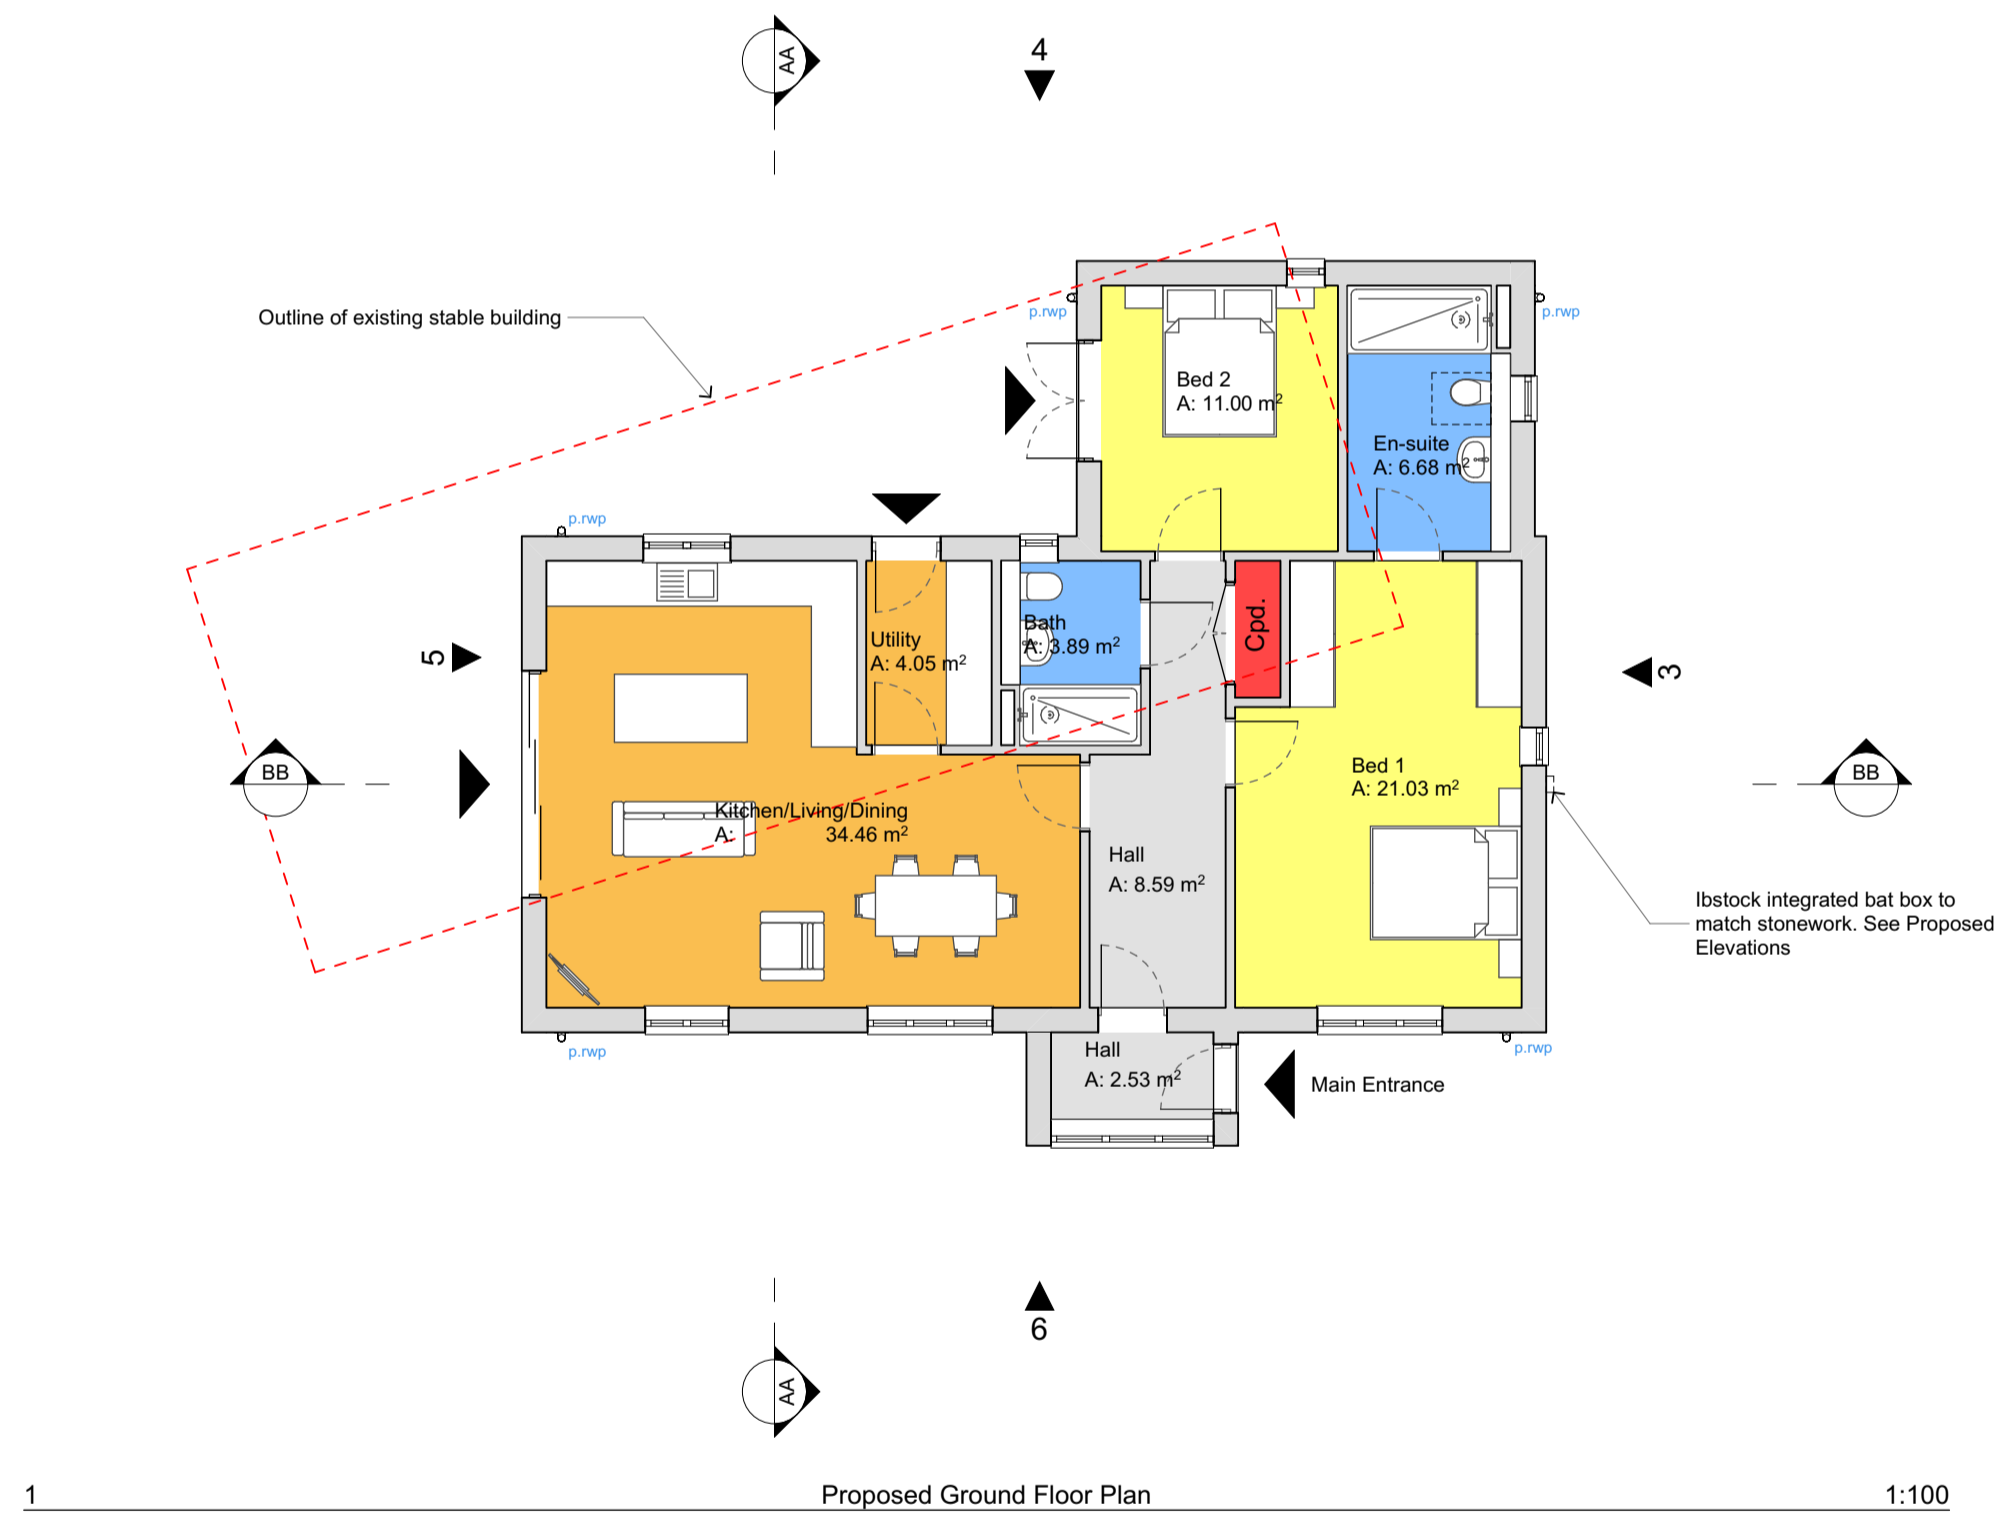 AA
4
Outline of existing stable building
p.rwp
p.rwp
Bed 2
A: 11.00 m²
En-suite
A: 6.68 m²
p.rwp
Cpd.
Bath
A: 3.89 m²
Utility
A: 4.05 m²
5
3
BB
BB
Bed 1
A: 21.03 m²
Kitchen/Living/Dining
A: 34.46 m²
Hall
A: 8.59 m²
Ibstock integrated bat box to
match stonework. See Proposed
Elevations
p.rwp
p.rwp
Hall
A: 2.53 m²
Main Entrance
6
AA
1
Proposed Ground Floor Plan
1:100